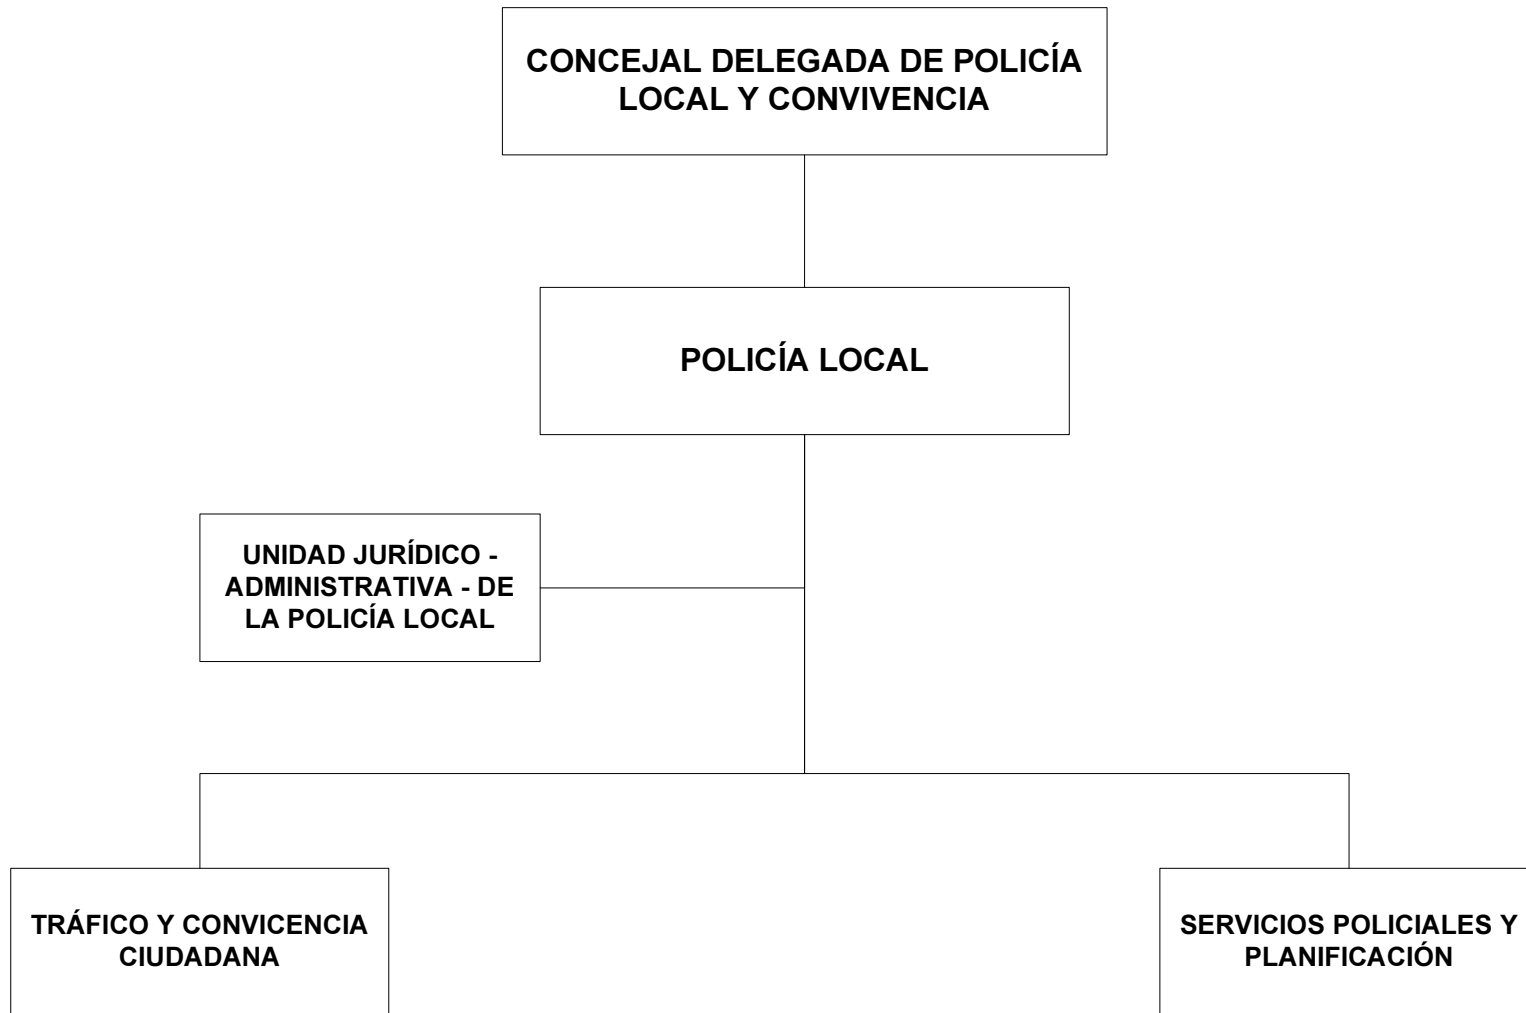 CONCEJAL DELEGADA DE POLICÍA
LOCAL Y CONVIVENCIA
POLICÍA LOCAL
UNIDAD JURÍDICO -
ADMINISTRATIVA - DE
LA POLICÍA LOCAL
TRÁFICO Y CONVICENCIA
CIUDADANA
SERVICIOS POLICIALES Y
PLANIFICACIÓN